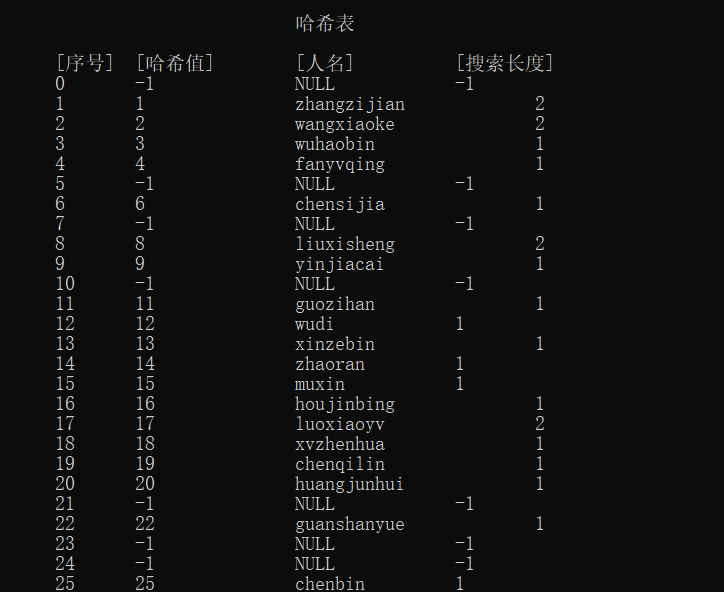 哈希表
[序号] [哈希值] [人名] [搜索长度]
0 -1 NULL -1
1 1 zhangzijian 2
2 2 wangxiaoke 2
3 3 wuhaobin 1
4 4 fanyvqing 1
5 -1 NULL -1
6 6 chensijia 1
7 -1 NULL -1
8 8 liuxisheng 2
9 9 yinjiacai 1
10 -1 NULL -1
11 11 guozihan 1
12 12 wudi 1
13 13 xinzebin 1
14 14 zhaoran 1
15 15 muxin 1
16 16 houjinbing 1
17 17 luoxiaoyv 2
18 18 xvzhenhua 1
19 19 chenqilin 1
20 20 huangjunhui 1
21 -1 NULL -1
22 22 guanshanyue 1
23 -1 NULL -1
24 -1 NULL -1
25 25 chenbin 1